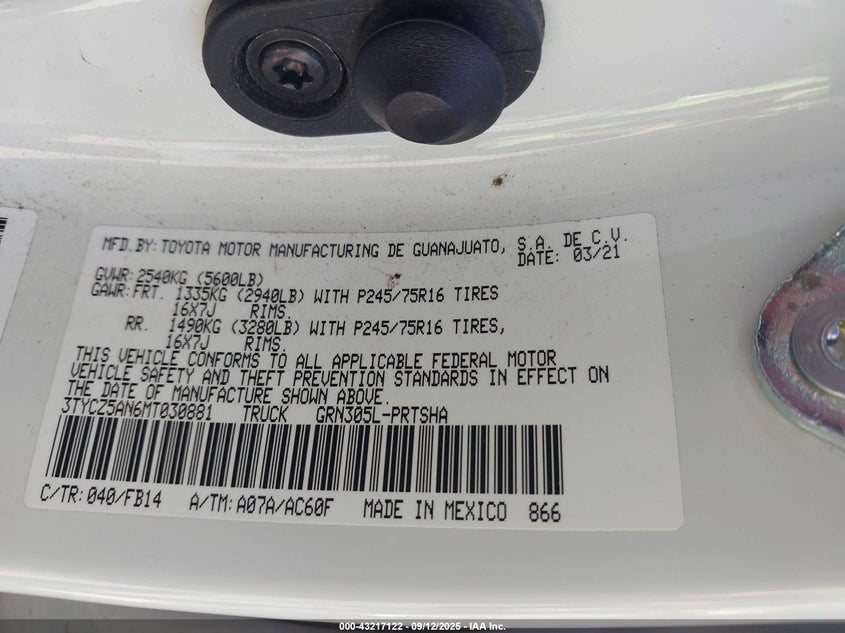 MFD.BY:TOYOTA MOTOR MANUFACTURING DE GUANAJUATO, S.A. DE C.V.
DATE: 03/21
GVWR:2540KG (5600LB)
GAWR:FRT. 1335KG (2940LB) WITH P245/75R16 TIRES
16X7J RIMS.
RR. 1490KG (3280LB) WITH P245/75R16 TIRES,
16X7J RIMS.
THIS VEHICLE CONFORMS TO ALL APPLICABLE FEDERAL MOTOR
VEHICLE SAFETY AND THEFT PREVENTION STANDARDS IN EFFECT ON
THE DATE OF MANUFACTURE SHOWN ABOVE.
3TYCZ5AN6MT030881 TRUCK GRN305L-PRTSHA
C/TR:040/FB14 A/TM:A07A/AC60F MADE IN MEXICO 866
000-43217122 - 09/12/2025 - IAA Inc.